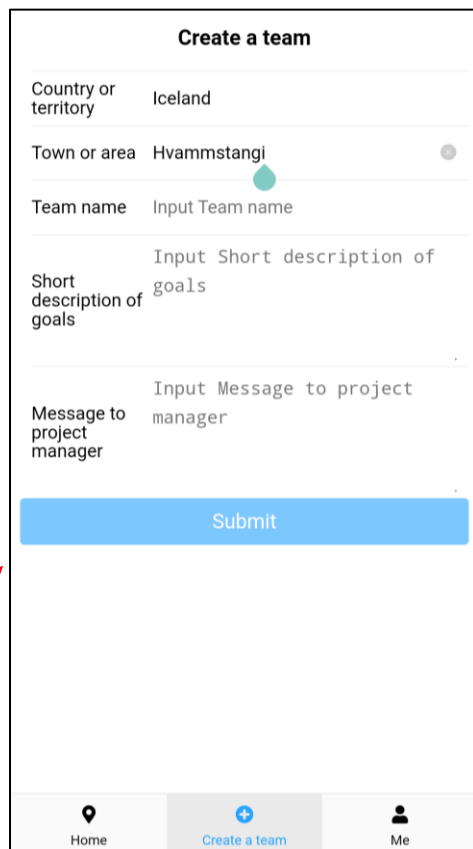 Create a team
Country or
territory
Iceland
Town or area
Hvammstangi
Team name
Input Team name
Short
description of
goals
Input Short description of
goals
Message to
project
manager
Input Message to project
manager
Submit
Home
Create a team
Me